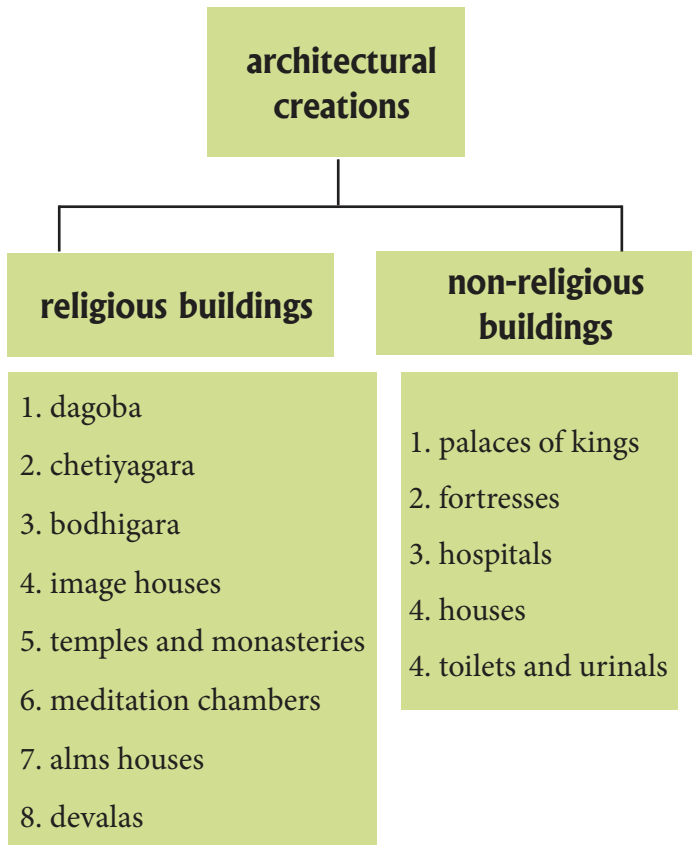 architectural
creations
religious buildings
1. dagoba
2. chetiyagara
3. bodhigara
4. image houses
5. temples and monasteries
6. meditation chambers
7. alms houses
8. devalas
non-religious
buildings
1. palaces of kings
2. fortresses
3. hospitals
4. houses
4. toilets and urinals